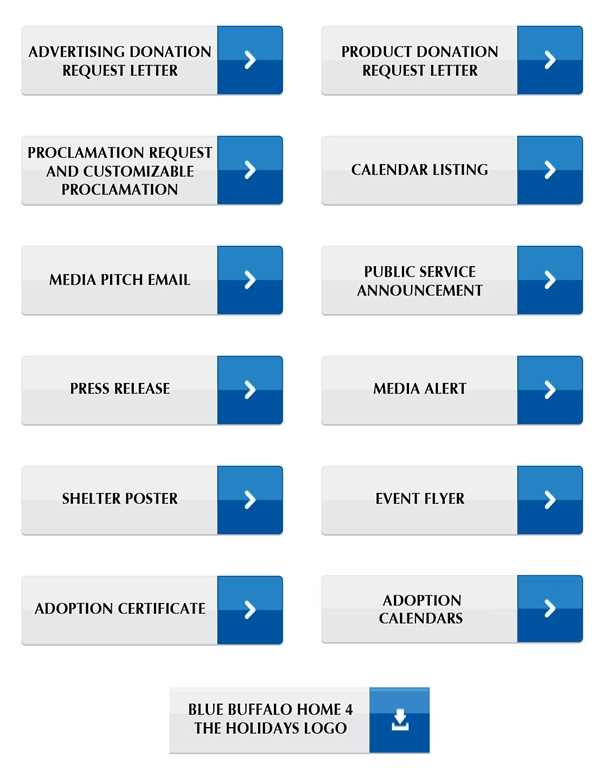 ADVERTISING DONATION
REQUEST LETTER
PRODUCT DONATION
REQUEST LETTER
PROCLAMATION REQUEST
AND CUSTOMIZABLE
PROCLAMATION
CALENDAR LISTING
MEDIA PITCH EMAIL
PUBLIC SERVICE
ANNOUNCEMENT
PRESS RELEASE
MEDIA ALERT
SHELTER POSTER
EVENT FLYER
ADOPTION CERTIFICATE
ADOPTION
CALENDARS
BLUE BUFFALO HOME 4
THE HOLIDAYS LOGO